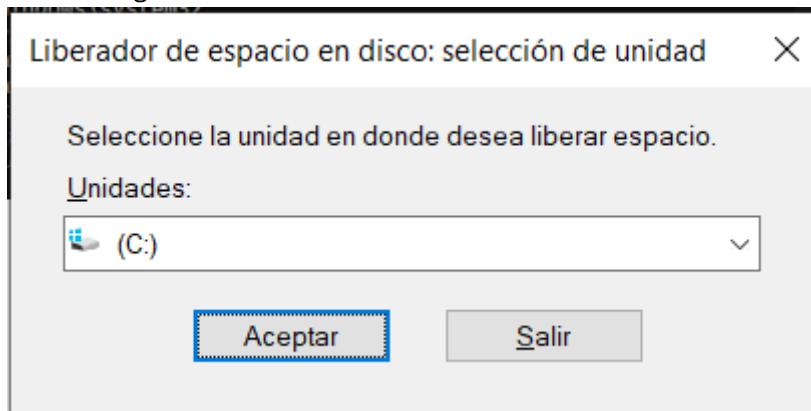 Liberador de espacio en disco: selección de unidad
Seleccione la unidad en donde desea liberar espacio.
Unidades:
(C:)
Aceptar
Salir